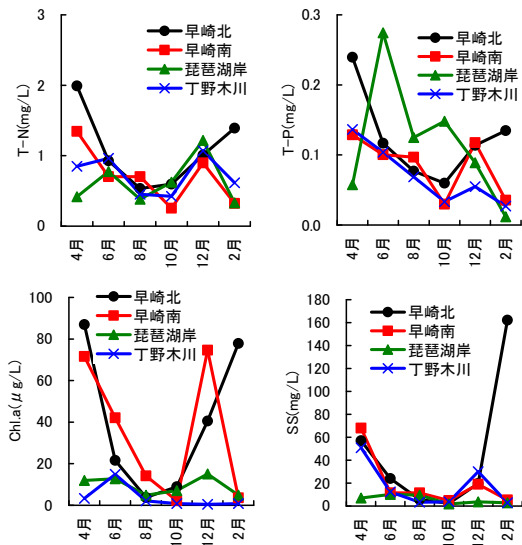 T-N(mg/L)
3
2
1
0
早崎北
早崎南
琵琶湖岸
丁野木川
4月
6月
8月
10月
12月
2月
T-P(mg/L)
0.3
0.2
0.1
0.0
早崎北
早崎南
琵琶湖岸
丁野木川
4月
6月
8月
10月
12月
2月
Chl.a(μg/L)
100
80
60
40
20
0
早崎北
早崎南
琵琶湖岸
丁野木川
4月
6月
8月
10月
12月
2月
SS(mg/L)
180
160
140
120
100
80
60
40
20
0
早崎北
早崎南
琵琶湖岸
丁野木川
4月
6月
8月
10月
12月
2月